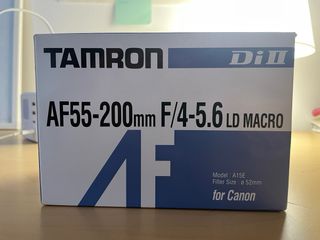 TAMRON
Di II
AF55-200mm F/4-5.6 LD MACRO
AF
Model : A15E
Filter Size : ø 52mm
for Canon